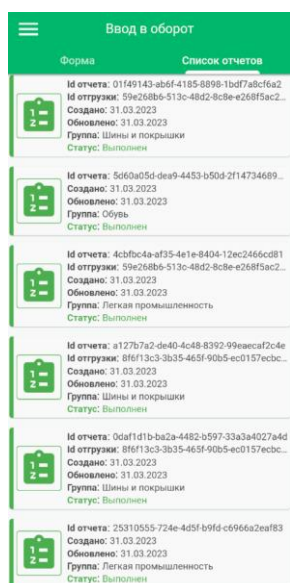 Ввод в оборот
Форма Список отчетов
Id отчета: 01f49143-ab6f-4185-8898-1bdf7a8cf6a2
Id отгрузки: 59e268b6-513c-48d2-8c8e-e268f5ac2...
Создано: 31.03.2023
Обновлено: 31.03.2023
Группа: Шины и покрышки
Статус: Выполнен
Id отчета: 5d60a05d-dea9-4453-b50d-2f14734689...
Создано: 31.03.2023
Обновлено: 31.03.2023
Группа: Обувь
Статус: Выполнен
Id отчета: 4cbfbc4a-af35-4e1e-8404-12ec2466cd81
Id отгрузки: 59e268b6-513c-48d2-8c8e-e268f5ac2...
Создано: 31.03.2023
Обновлено: 31.03.2023
Группа: Легкая промышленность
Статус: Выполнен
Id отчета: a127b7a2-de40-4c48-8392-99eaecaf2c4e
Id отгрузки: 8f6f13c3-3b35-465f-90b5-ec0157ecbc...
Создано: 31.03.2023
Обновлено: 31.03.2023
Группа: Шины и покрышки
Статус: Выполнен
Id отчета: 0daf1d1b-ba2a-4482-b597-33a3a4027a4d
Id отгрузки: 8f6f13c3-3b35-465f-90b5-ec0157ecbc...
Создано: 31.03.2023
Обновлено: 31.03.2023
Группа: Шины и покрышки
Статус: Выполнен
Id отчета: 25310555-724e-4d5f-b9fd-c6966a2eaf83
Создано: 31.03.2023
Обновлено: 31.03.2023
Группа: Легкая промышленность
Статус: Выполнен